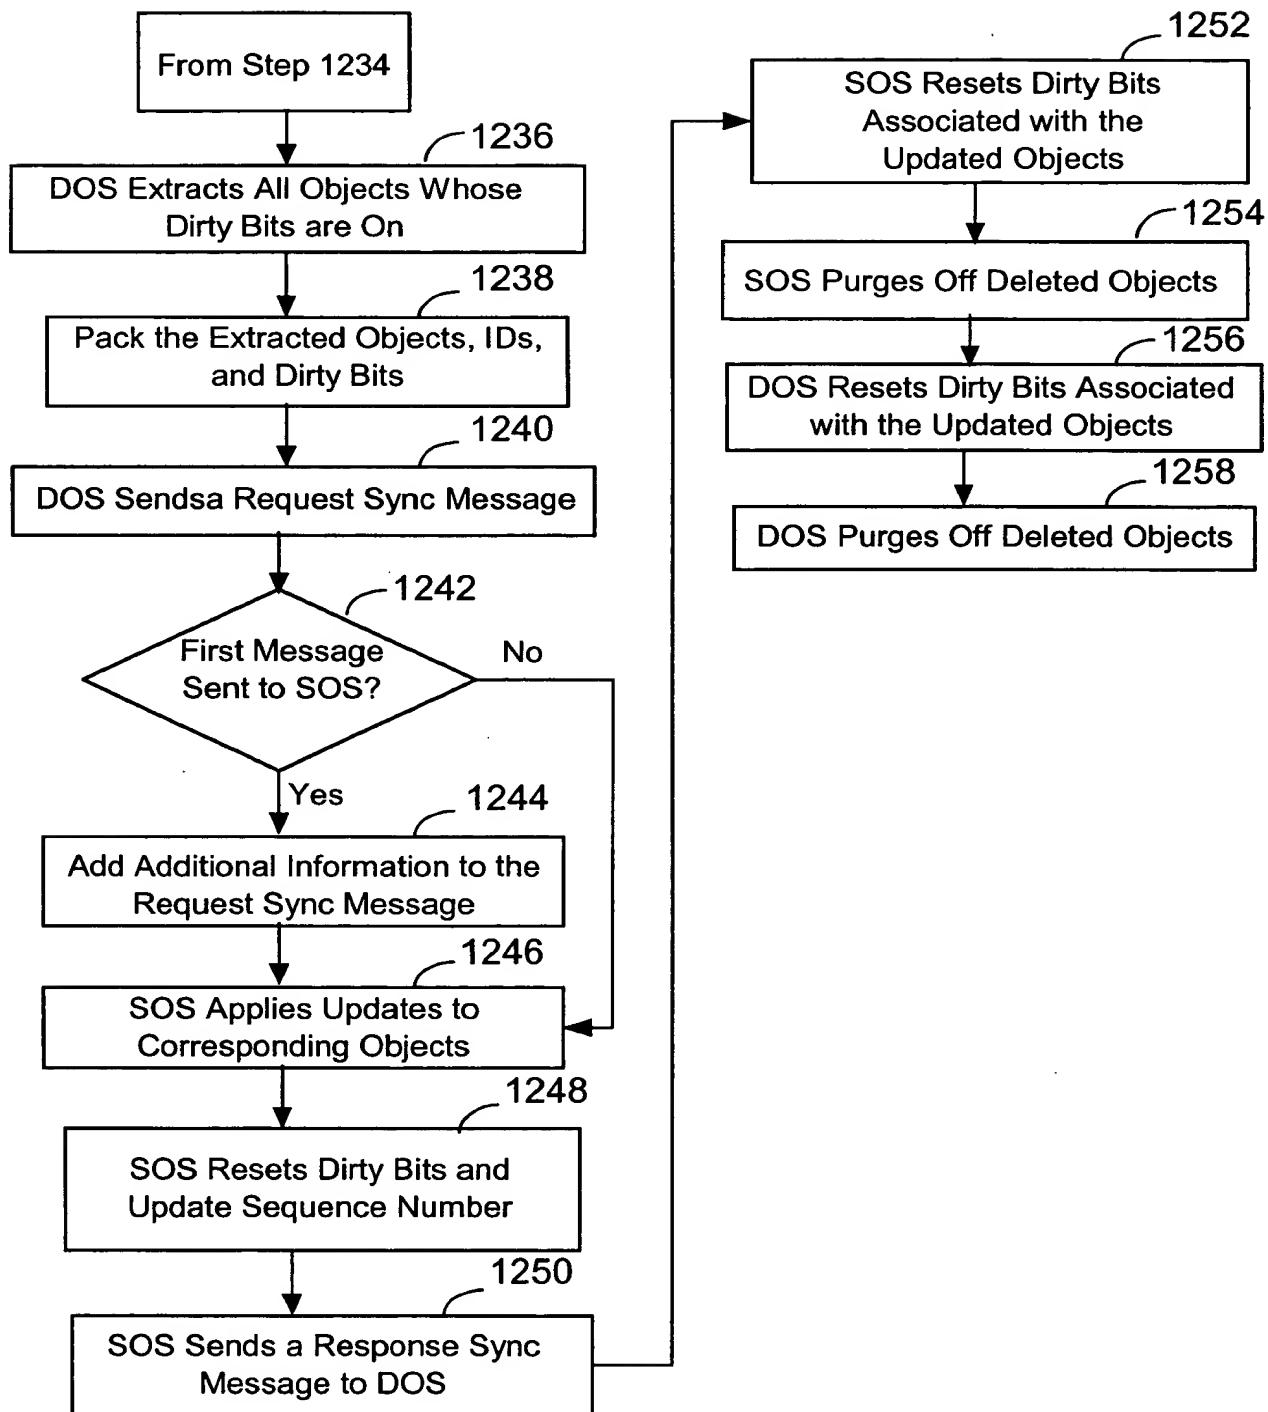 From Step 1234
1236
DOS Extracts All Objects Whose
Dirty Bits are On
1238
Pack the Extracted Objects, IDs,
and Dirty Bits
1240
DOS Sendsa Request Sync Message
1242
First Message
Sent to SOS?
No
Yes
1244
Add Additional Information to the
Request Sync Message
1246
SOS Applies Updates to
Corresponding Objects
1248
SOS Resets Dirty Bits and
Update Sequence Number
1250
SOS Sends a Response Sync
Message to DOS
1252
SOS Resets Dirty Bits
Associated with the
Updated Objects
1254
SOS Purges Off Deleted Objects
1256
DOS Resets Dirty Bits Associated
with the Updated Objects
1258
DOS Purges Off Deleted Objects